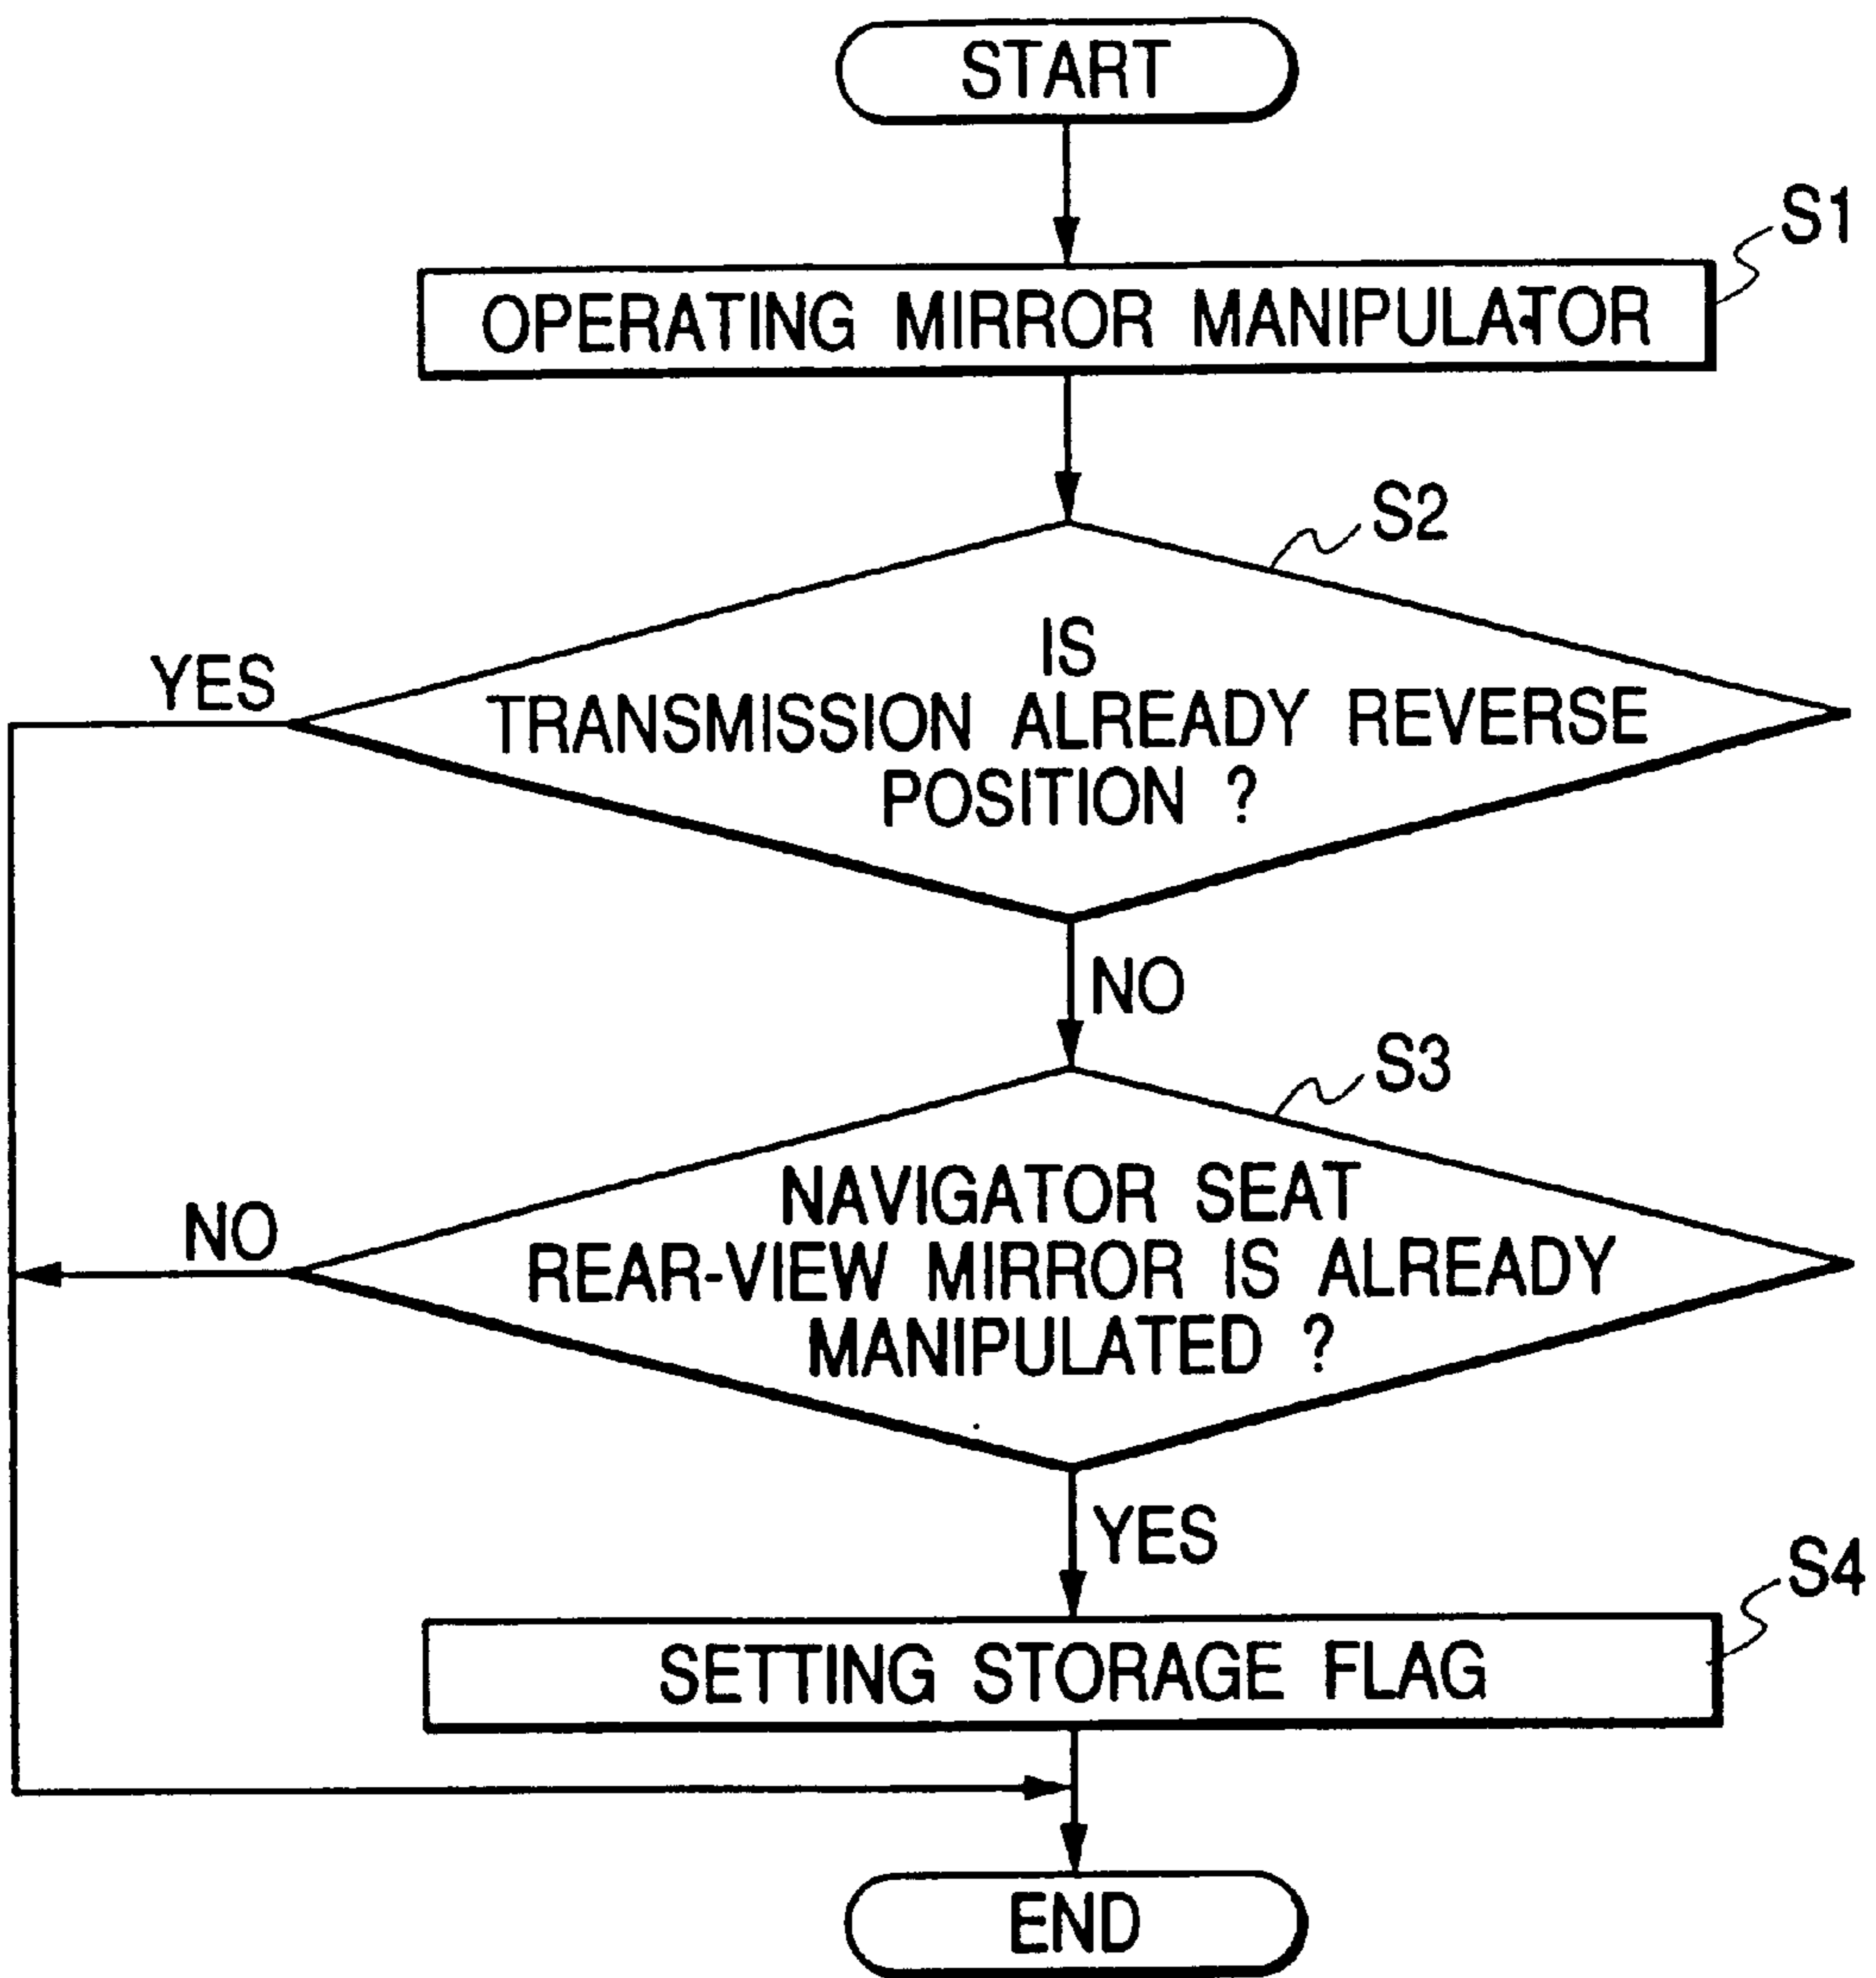 START
S1
OPERATING MIRROR MANIPULATOR
S2
IS
YES
TRANSMISSION ALREADY REVERSE
POSITION ?
NO
S3
NAVIGATOR SEAT
NO
REAR-VIEW MIRROR IS ALREADY
MANIPULATED ?
YES
S4
SETTING STORAGE FLAG
END